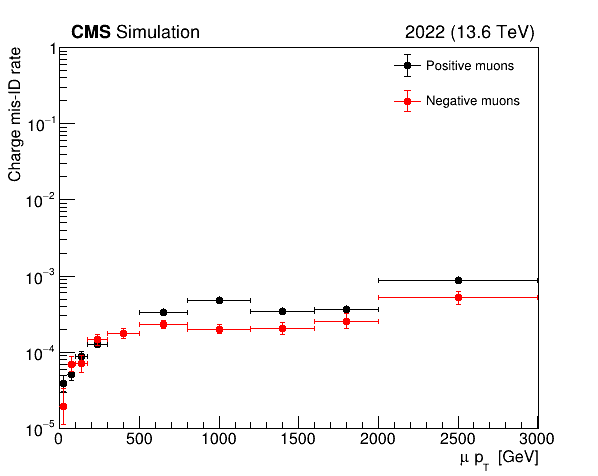 CMS Simulation 2022 (13.6 TeV)
Charge mis-ID rate
Positive muons
Negative muons
1
10⁻¹
10⁻²
10⁻³
10⁻⁴
10⁻⁵
0 500 1000 1500 2000 2500 3000
μ p_T [GeV]